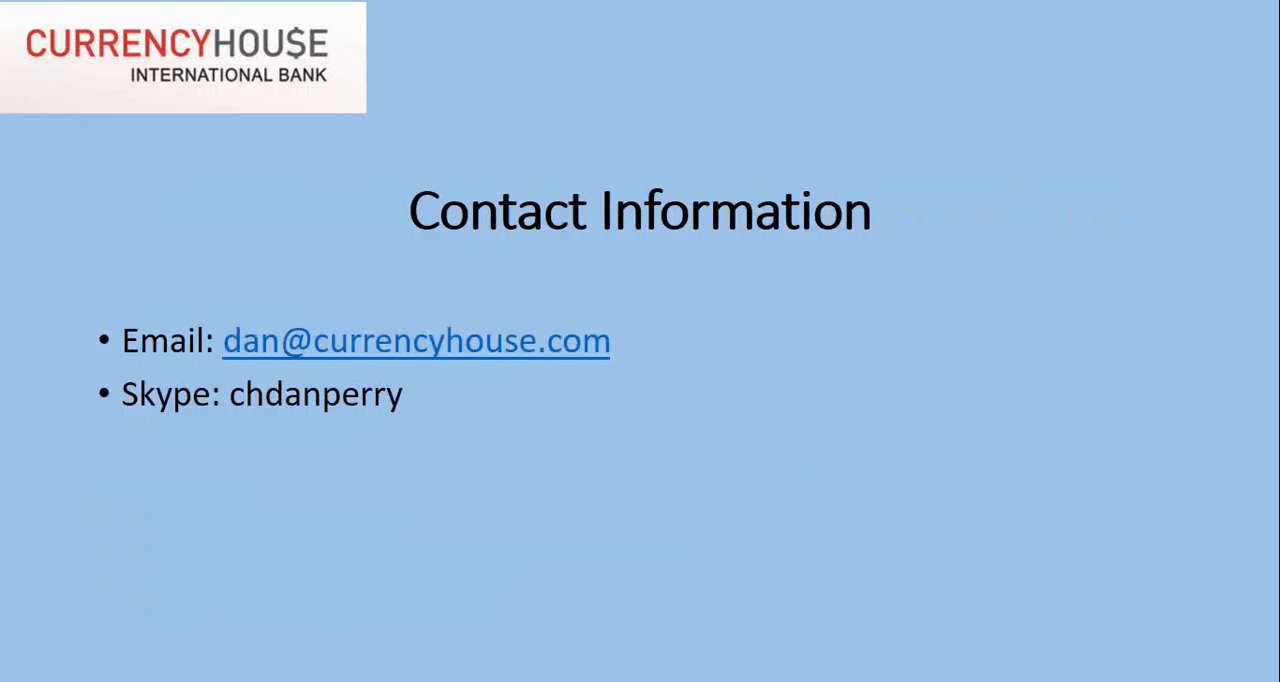 CURRENCYHOU$E
INTERNATIONAL BANK
Contact Information
• Email: dan@currencyhouse.com
• Skype: chdanperry